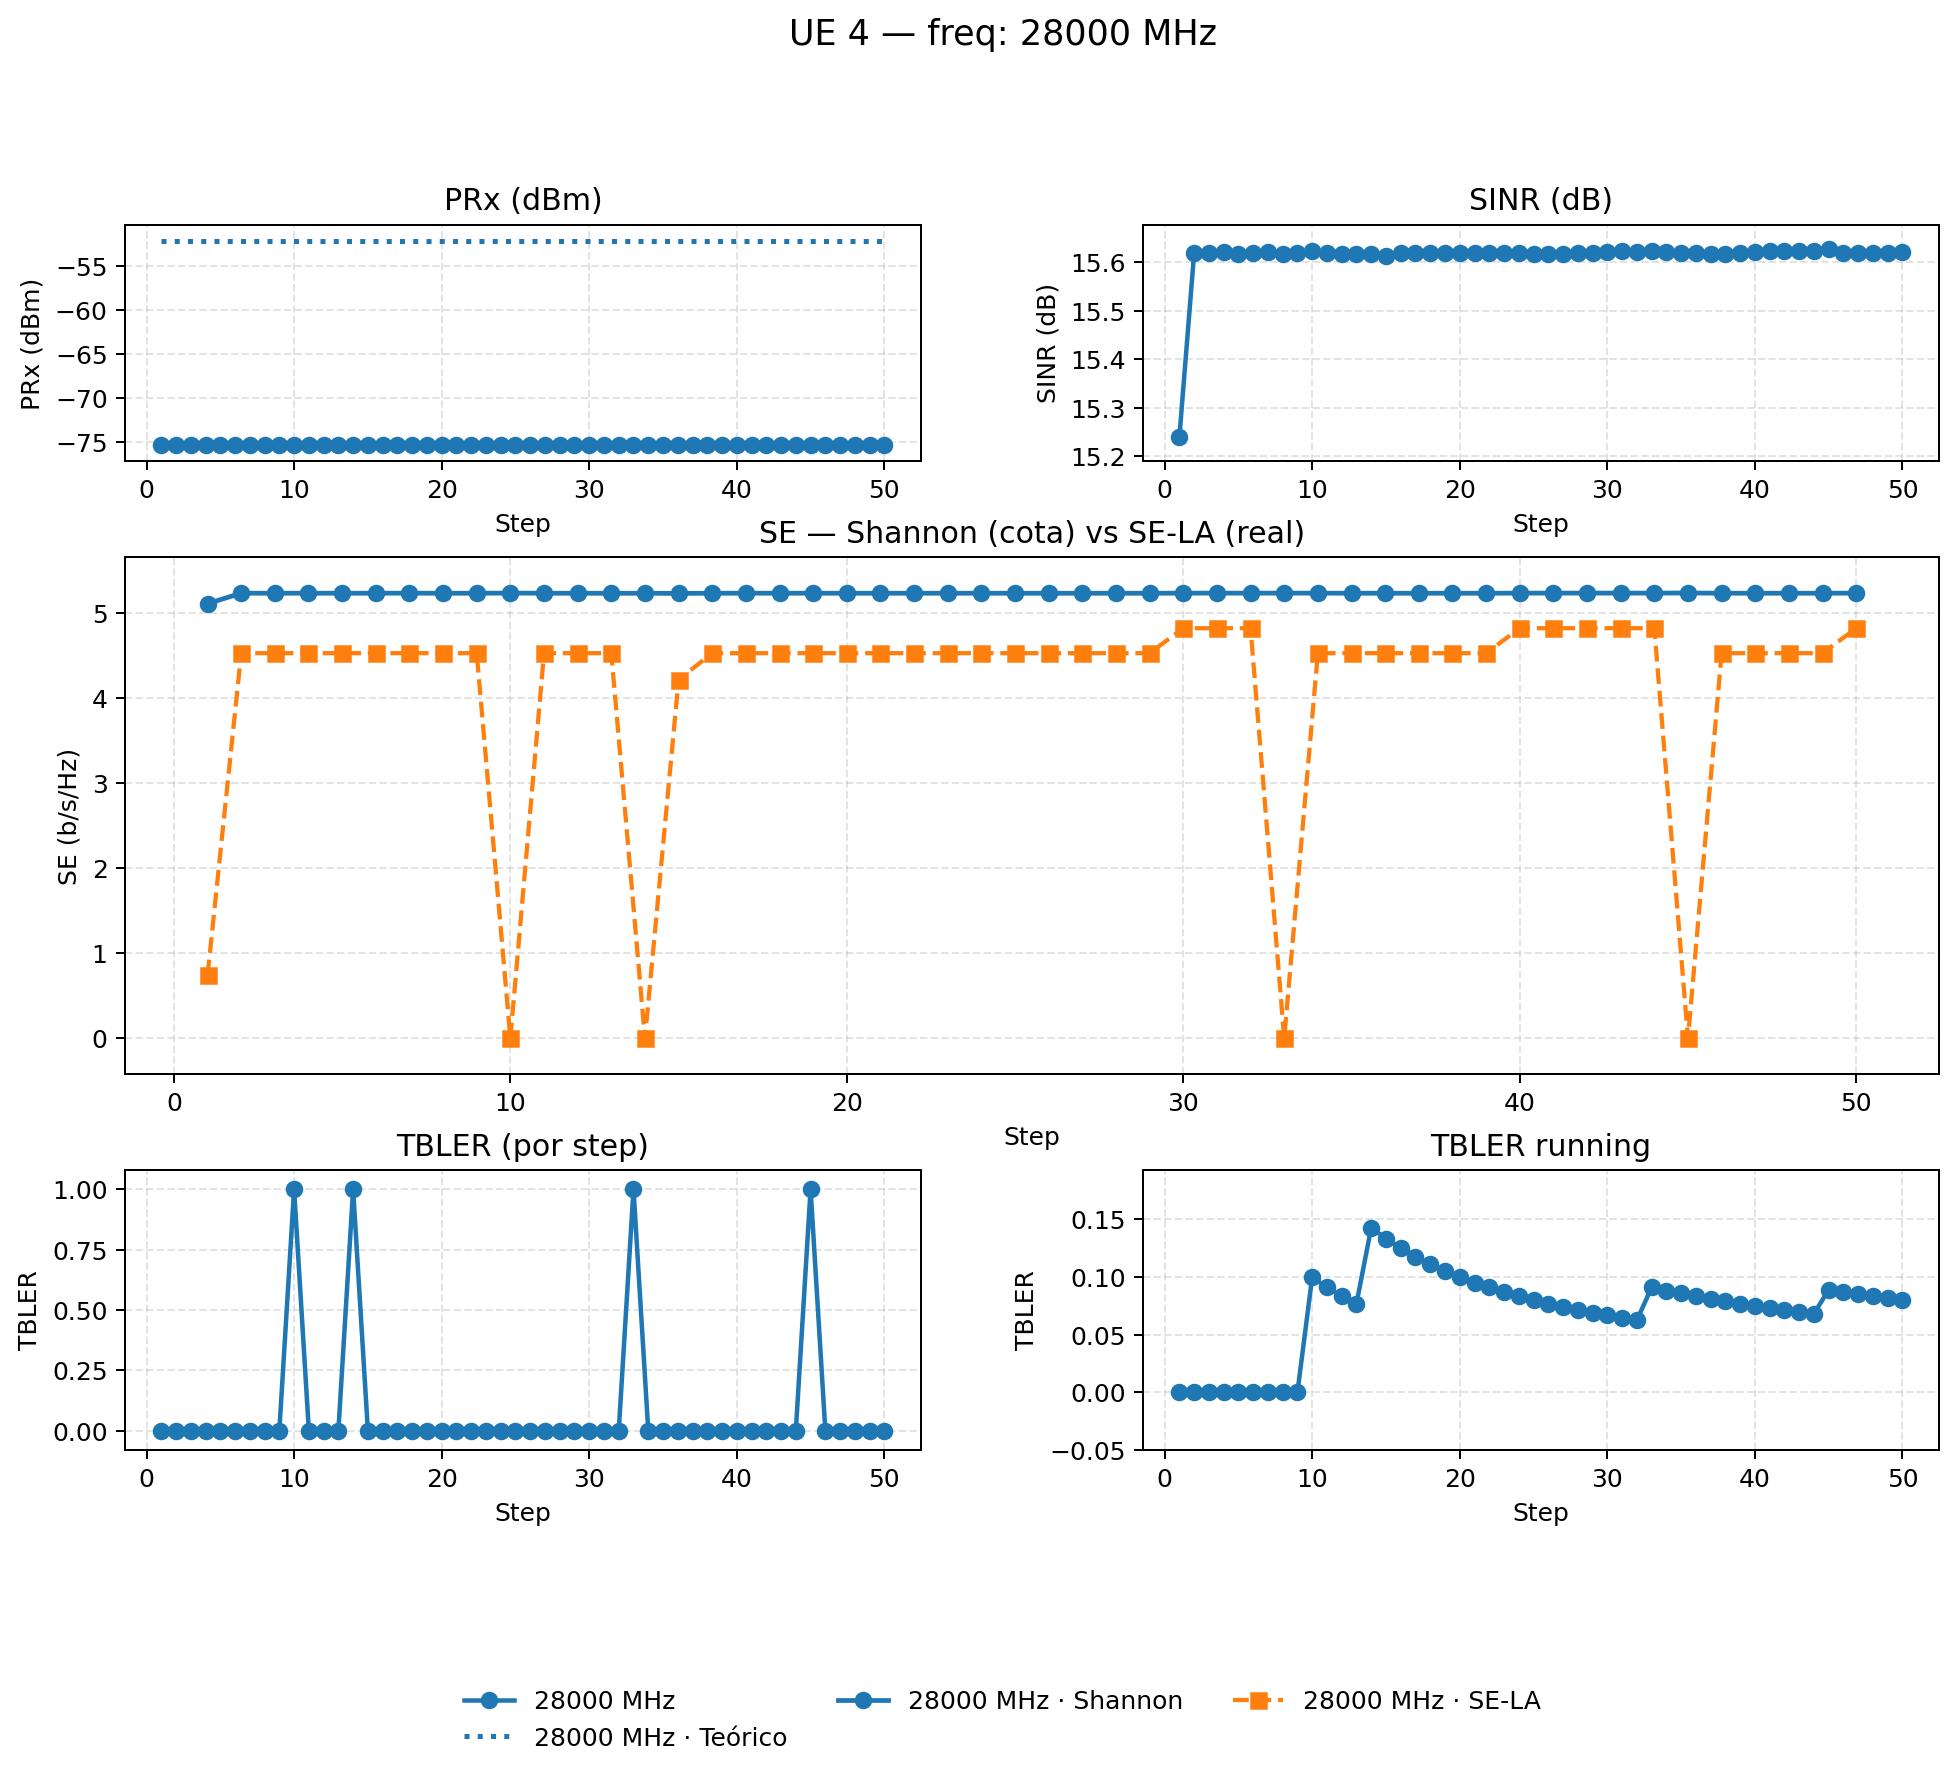 UE 4 — freq: 28000 MHz
PRx (dBm)
PRx (dBm)
−55
−60
−65
−70
−75
0 10 20 30 40 50
Step
SINR (dB)
SINR (dB)
15.6
15.5
15.4
15.3
15.2
0 10 20 30 40 50
Step
SE — Shannon (cota) vs SE-LA (real)
SE (b/s/Hz)
5
4
3
2
1
0
0 10 20 30 40 50
Step
TBLER (por step)
TBLER
1.00
0.75
0.50
0.25
0.00
0 10 20 30 40 50
Step
TBLER running
TBLER
0.15
0.10
0.05
0.00
−0.05
0 10 20 30 40 50
Step
28000 MHz
28000 MHz · Teórico
28000 MHz · Shannon
28000 MHz · SE-LA